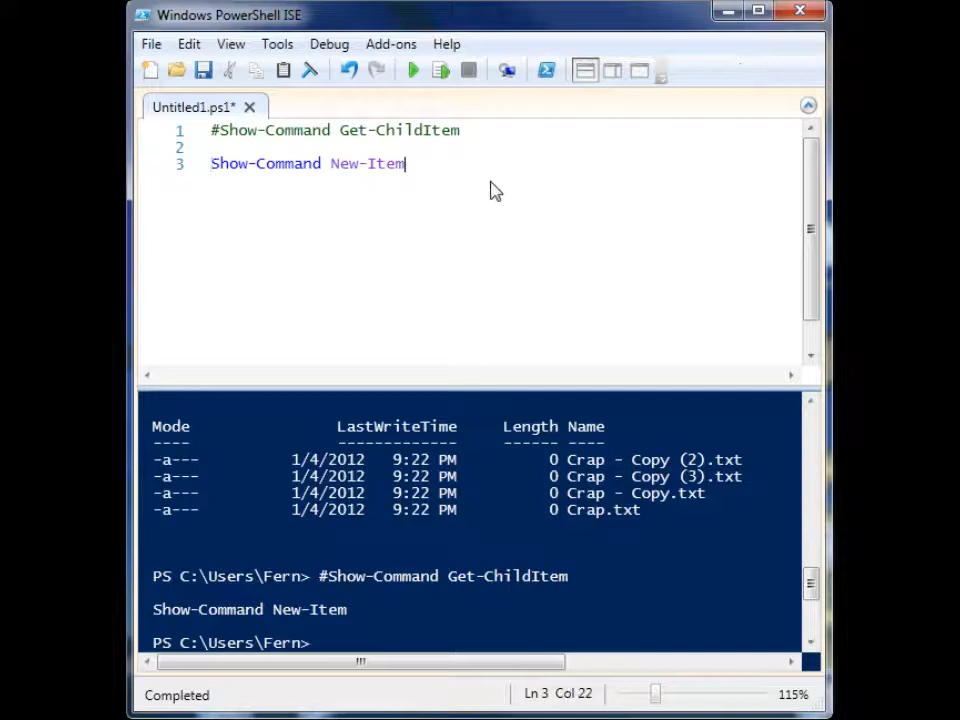 Windows PowerShell ISE
File Edit View Tools Debug Add-ons Help
Untitled1.ps1*
1 #Show-Command Get-ChildItem
2
3 Show-Command New-Item
Mode LastWriteTime Length Name
---- ------------- ------ ----
-a--- 1/4/2012 9:22 PM 0 Crap - Copy (2).txt
-a--- 1/4/2012 9:22 PM 0 Crap - Copy (3).txt
-a--- 1/4/2012 9:22 PM 0 Crap - Copy.txt
-a--- 1/4/2012 9:22 PM 0 Crap.txt
PS C:\Users\Fern> #Show-Command Get-ChildItem
Show-Command New-Item
PS C:\Users\Fern>
Completed Ln 3 Col 22 115%